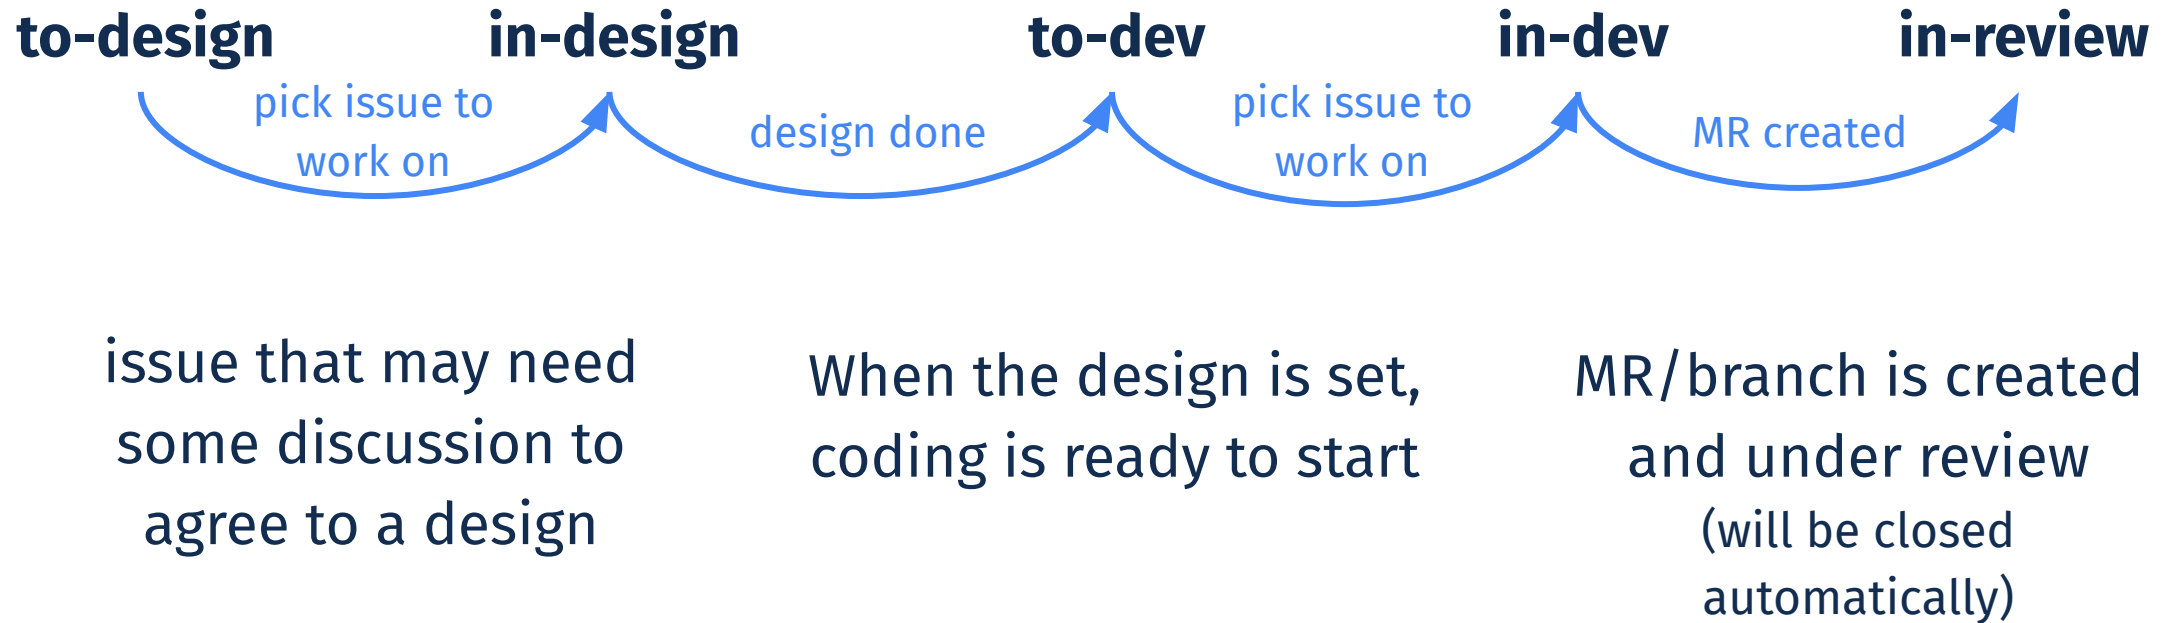 to-design in-design to-dev in-dev in-review
pick issue to
work on
design done
pick issue to
work on
MR created
issue that may need
some discussion to
agree to a design
When the design is set,
coding is ready to start
MR/branch is created
and under review
(will be closed
automatically)